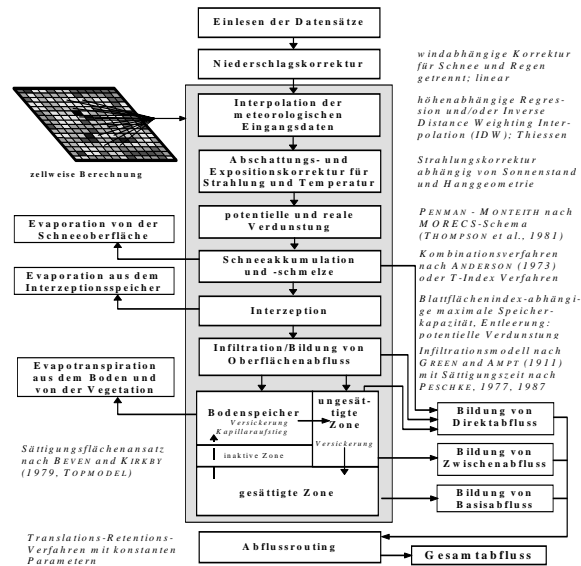 Einlesen der Datensätze
Niederschlagskorrektur
windabhängige Korrektur
für Schnee und Regen
getrennt; linear
Interpolation der
meteorologischen
Eingangsdaten
höhenabhängige Regres-
sion und/oder Inverse
Distance Weighting Inter-
polation (IDW); Thiessen
zellweise Berechnung
Abschattungs- und
Expositionskorrektur für
Strahlung und Temperatur
Strahlungskorrektur
abhängig von Sonnenstand
und Hanggeometrie
potentielle und reale
Verdunstung
PENMAN - MONTEITH nach
MORECS-Schema
(THOMPSON et al., 1981)
Evaporation von der
Schneeoberfläche
Schneeakkumulation
und -schmelze
Kombinationsverfahren
nach ANDERSON (1973)
oder T-Index Verfahren
Evaporation aus dem
Interzeptionsspeicher
Interzeption
Blattflächenindex-abhängi-
ge maximale Speicher-
kapazität, Entleerung:
potentielle Verdunstung
Infiltration/Bildung von
Oberflächenabfluss
Infiltrationsmodell nach
GREEN and AMPT (1911)
mit Sättigungszeit nach
PESCHKE, 1977, 1987
Evapotranspiration
aus dem Boden und
von der Vegetation
Bodenspeicher
Versickerung
Kapillaraufstieg
ungesät-
tigte
Zone
Versickerung
inaktive Zone
gesättigte Zone
Bildung von
Direktabfluss
Bildung von
Zwischenabfluss
Bildung von
Basisabfluss
Sättigungsflächenansatz
nach BEVEN and KIRKBY
(1979, TOPMODEL)
Translations-Retentions-
Verfahren mit konstanten
Parametern
Abflussrouting
Gesamtabfluss